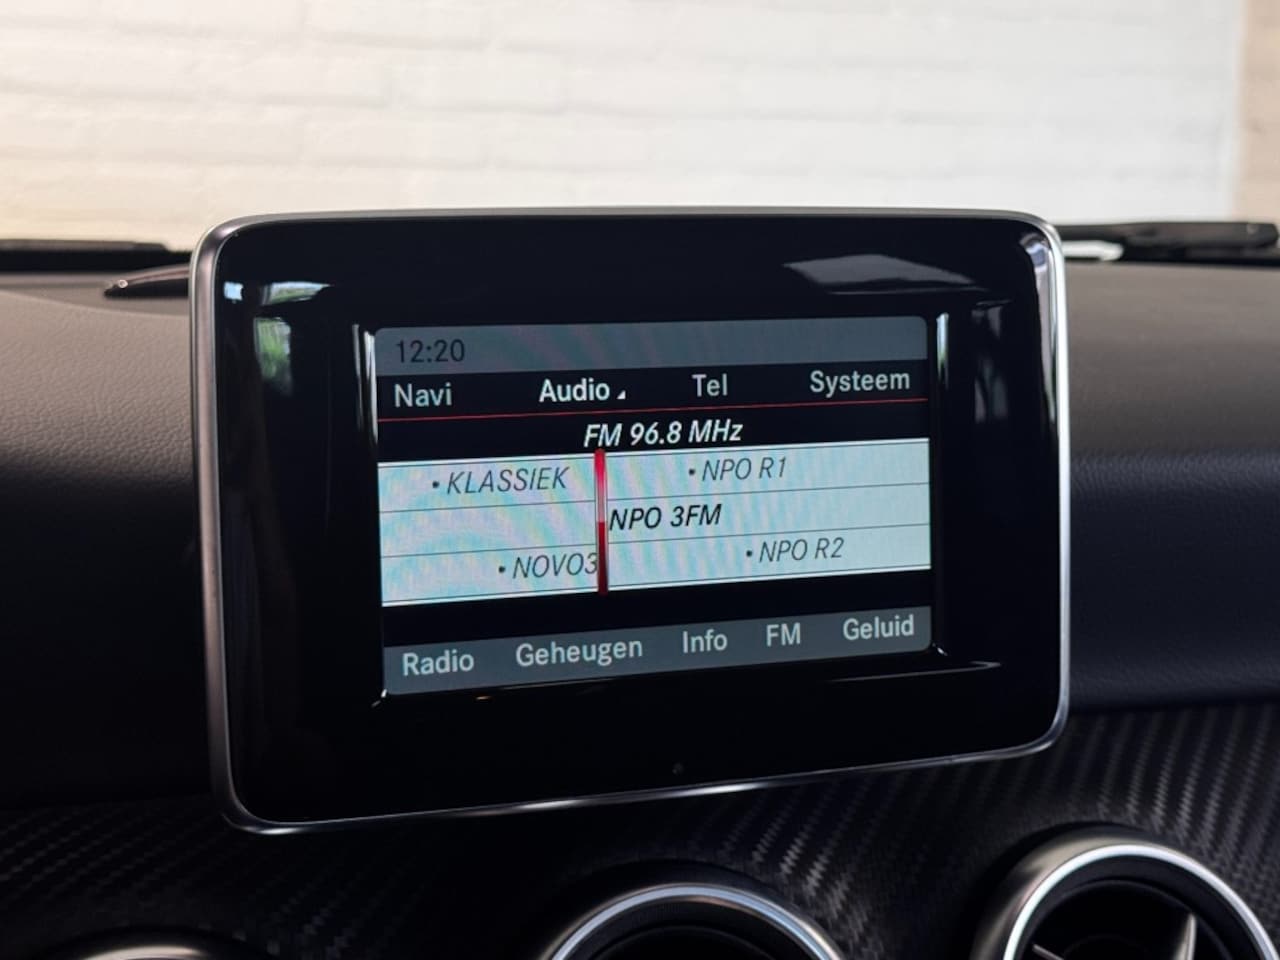 12:20
Navi Audio Tel Systeem
FM 96.8 MHz
• KLASSIEK • NPO R1
NPO 3FM
• NOVO3 • NPO R2
Radio Geheugen Info FM Geluid